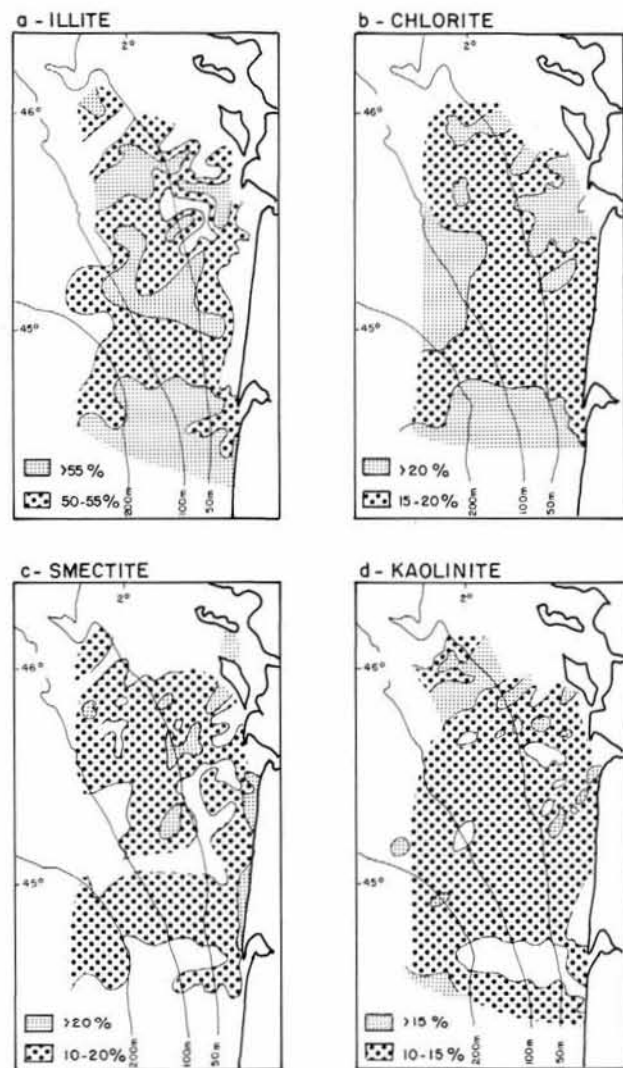 a - ILLITE
2°
46°
45°
>55%
50-55%
200m
100m
50m
b - CHLORITE
2°
46°
45°
>20%
15-20%
200m
100m
50m
c - SMECTITE
2°
46°
45°
>20%
10-20%
200m
100m
50m
d - KAOLINITE
2°
46°
45°
>15%
10-15%
200m
100m
50m